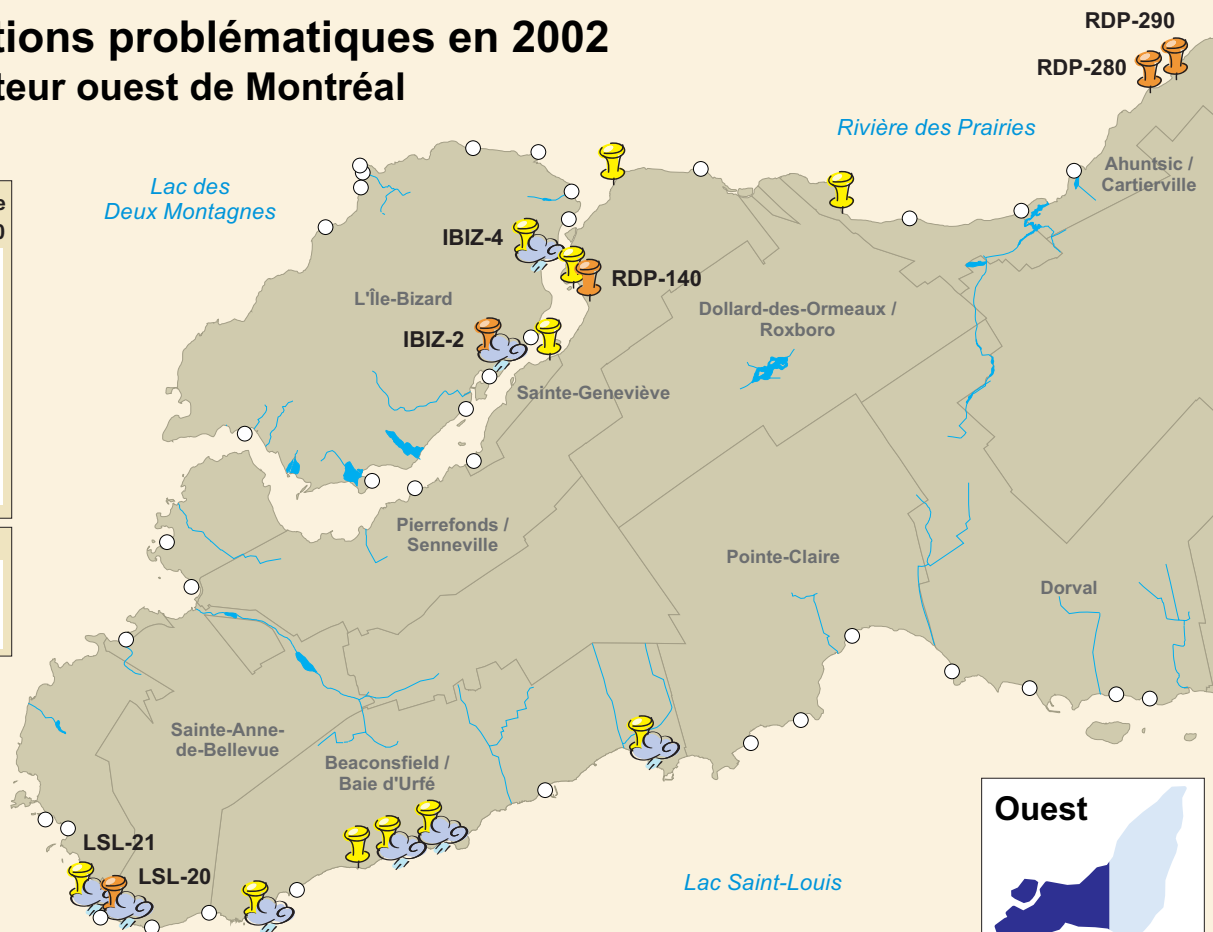 tions problématiques en 2002
teur ouest de Montréal
RDP-290
RDP-280
Rivière des Prairies
Ahuntsic /
Cartierville
Lac des
Deux Montagnes
e
0
IBIZ-4
RDP-140
L'Île-Bizard
Dollard-des-Ormeaux /
Roxboro
IBIZ-2
Sainte-Geneviève
Pierrefonds /
Senneville
Pointe-Claire
Dorval
Sainte-Anne-
de-Bellevue
Beaconsfield /
Baie d'Urfé
Ouest
LSL-21
LSL-20
Lac Saint-Louis